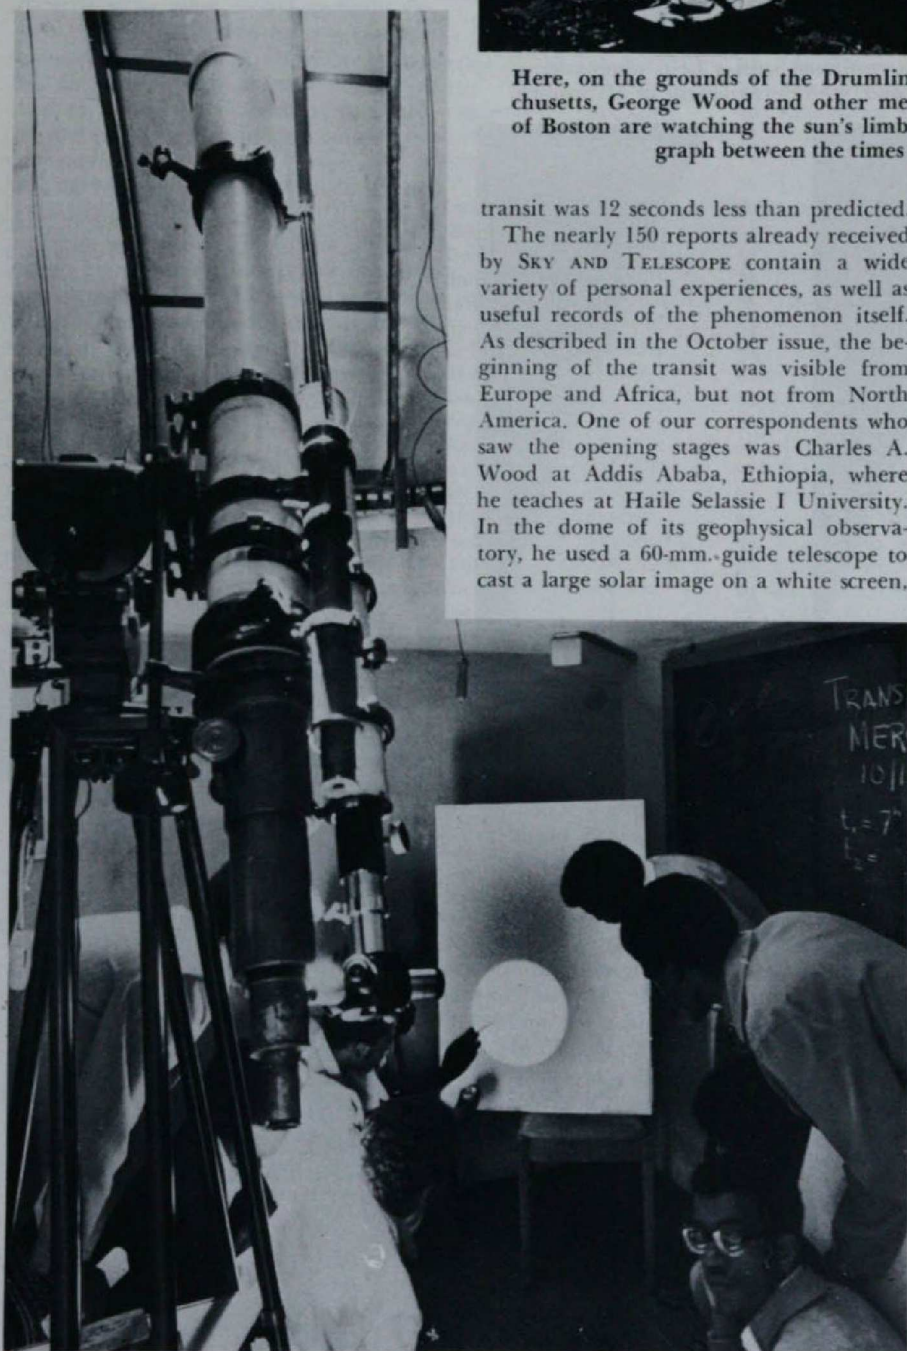 Here, on the grounds of the Drumlin
chusetts, George Wood and other me
of Boston are watching the sun's limb
graph between the times
transit was 12 seconds less than predicted.
The nearly 150 reports already received
by SKY AND TELESCOPE contain a wide
variety of personal experiences, as well as
useful records of the phenomenon itself.
As described in the October issue, the be-
ginning of the transit was visible from
Europe and Africa, but not from North
America. One of our correspondents who
saw the opening stages was Charles A.
Wood at Addis Ababa, Ethiopia, where
he teaches at Haile Selassie I University.
In the dome of its geophysical observa-
tory, he used a 60-mm. guide telescope to
cast a large solar image on a white screen.
TRANS
MER
10/1
t₁ = 7ʰ
t₂ =